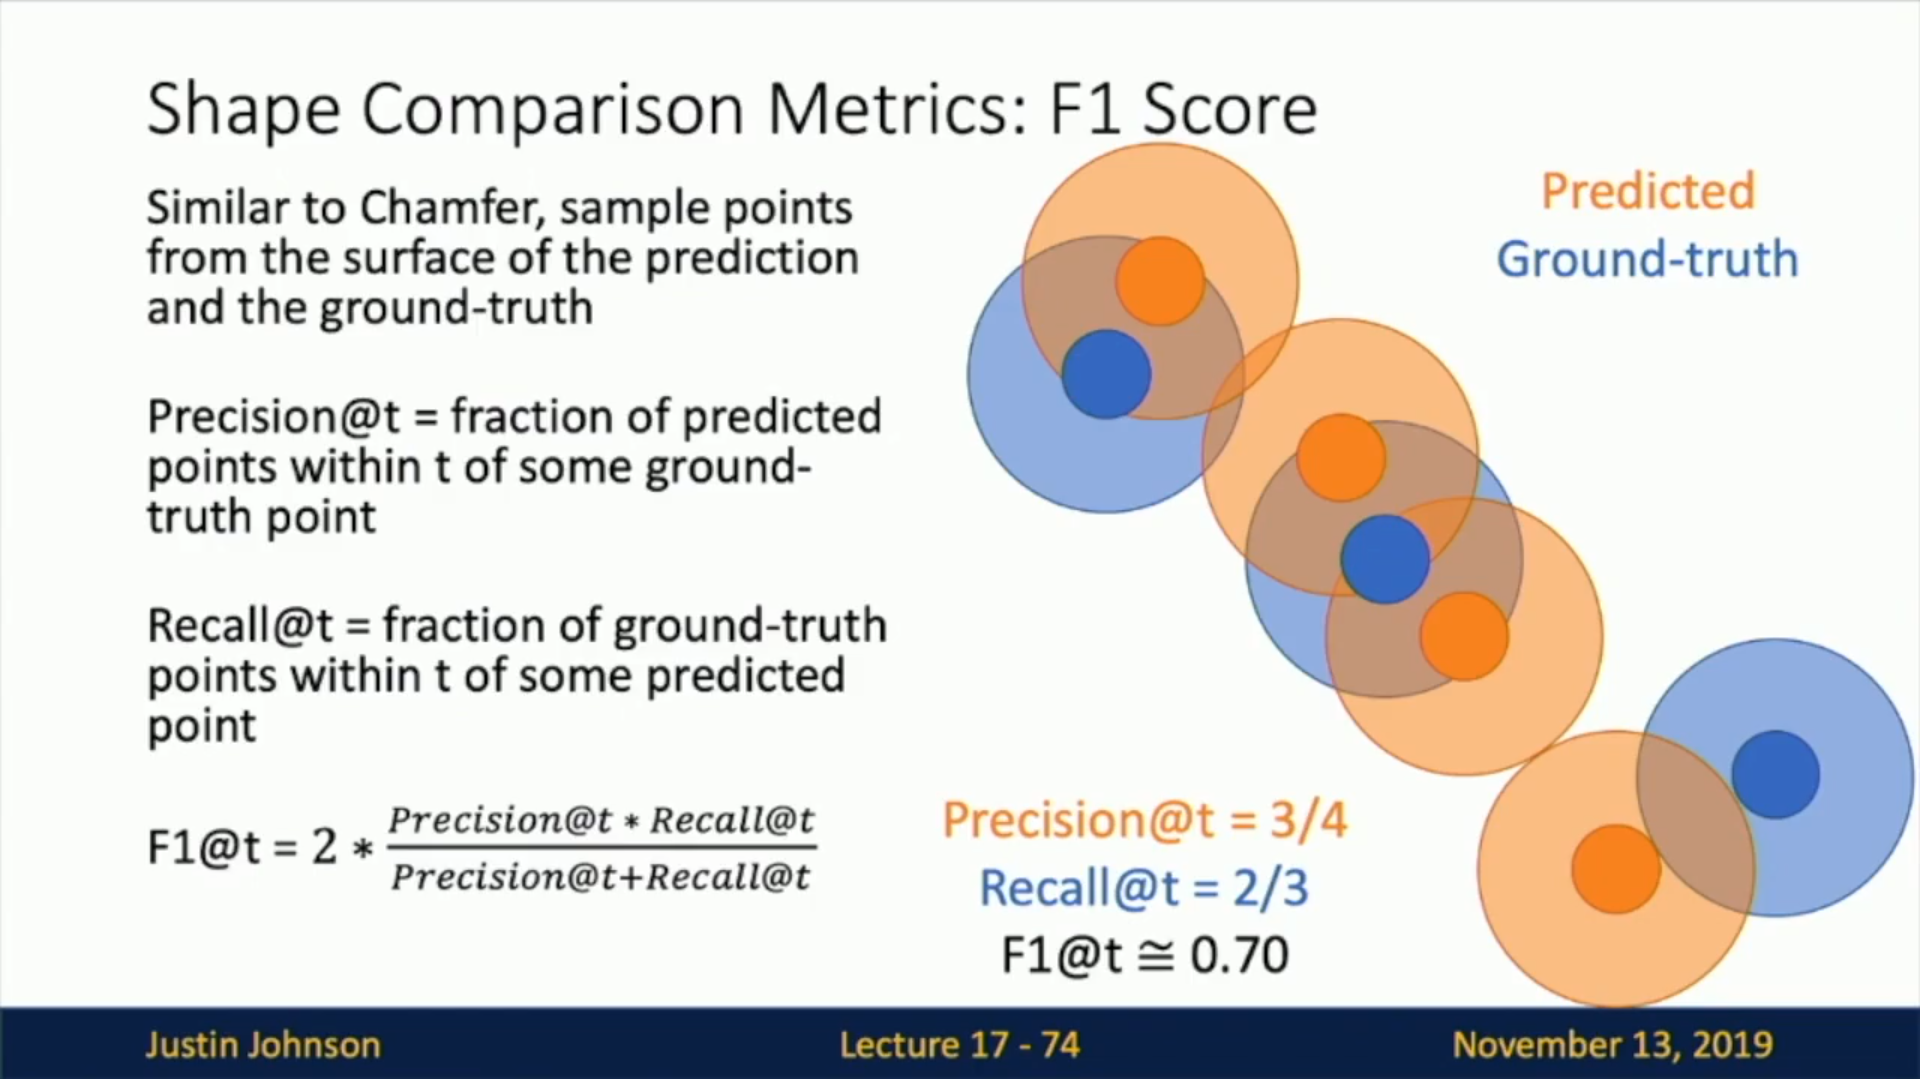 Shape Comparison Metrics: F1 Score
Predicted
Ground-truth
Similar to Chamfer, sample points
from the surface of the prediction
and the ground-truth
Precision@t = fraction of predicted
points within t of some ground-
truth point
Recall@t = fraction of ground-truth
points within t of some predicted
point
F1@t = 2 * Precision@t * Recall@t
Precision@t+Recall@t
Precision@t = 3/4
Recall@t = 2/3
F1@t ≅ 0.70
Justin Johnson
Lecture 17 - 74
November 13, 2019